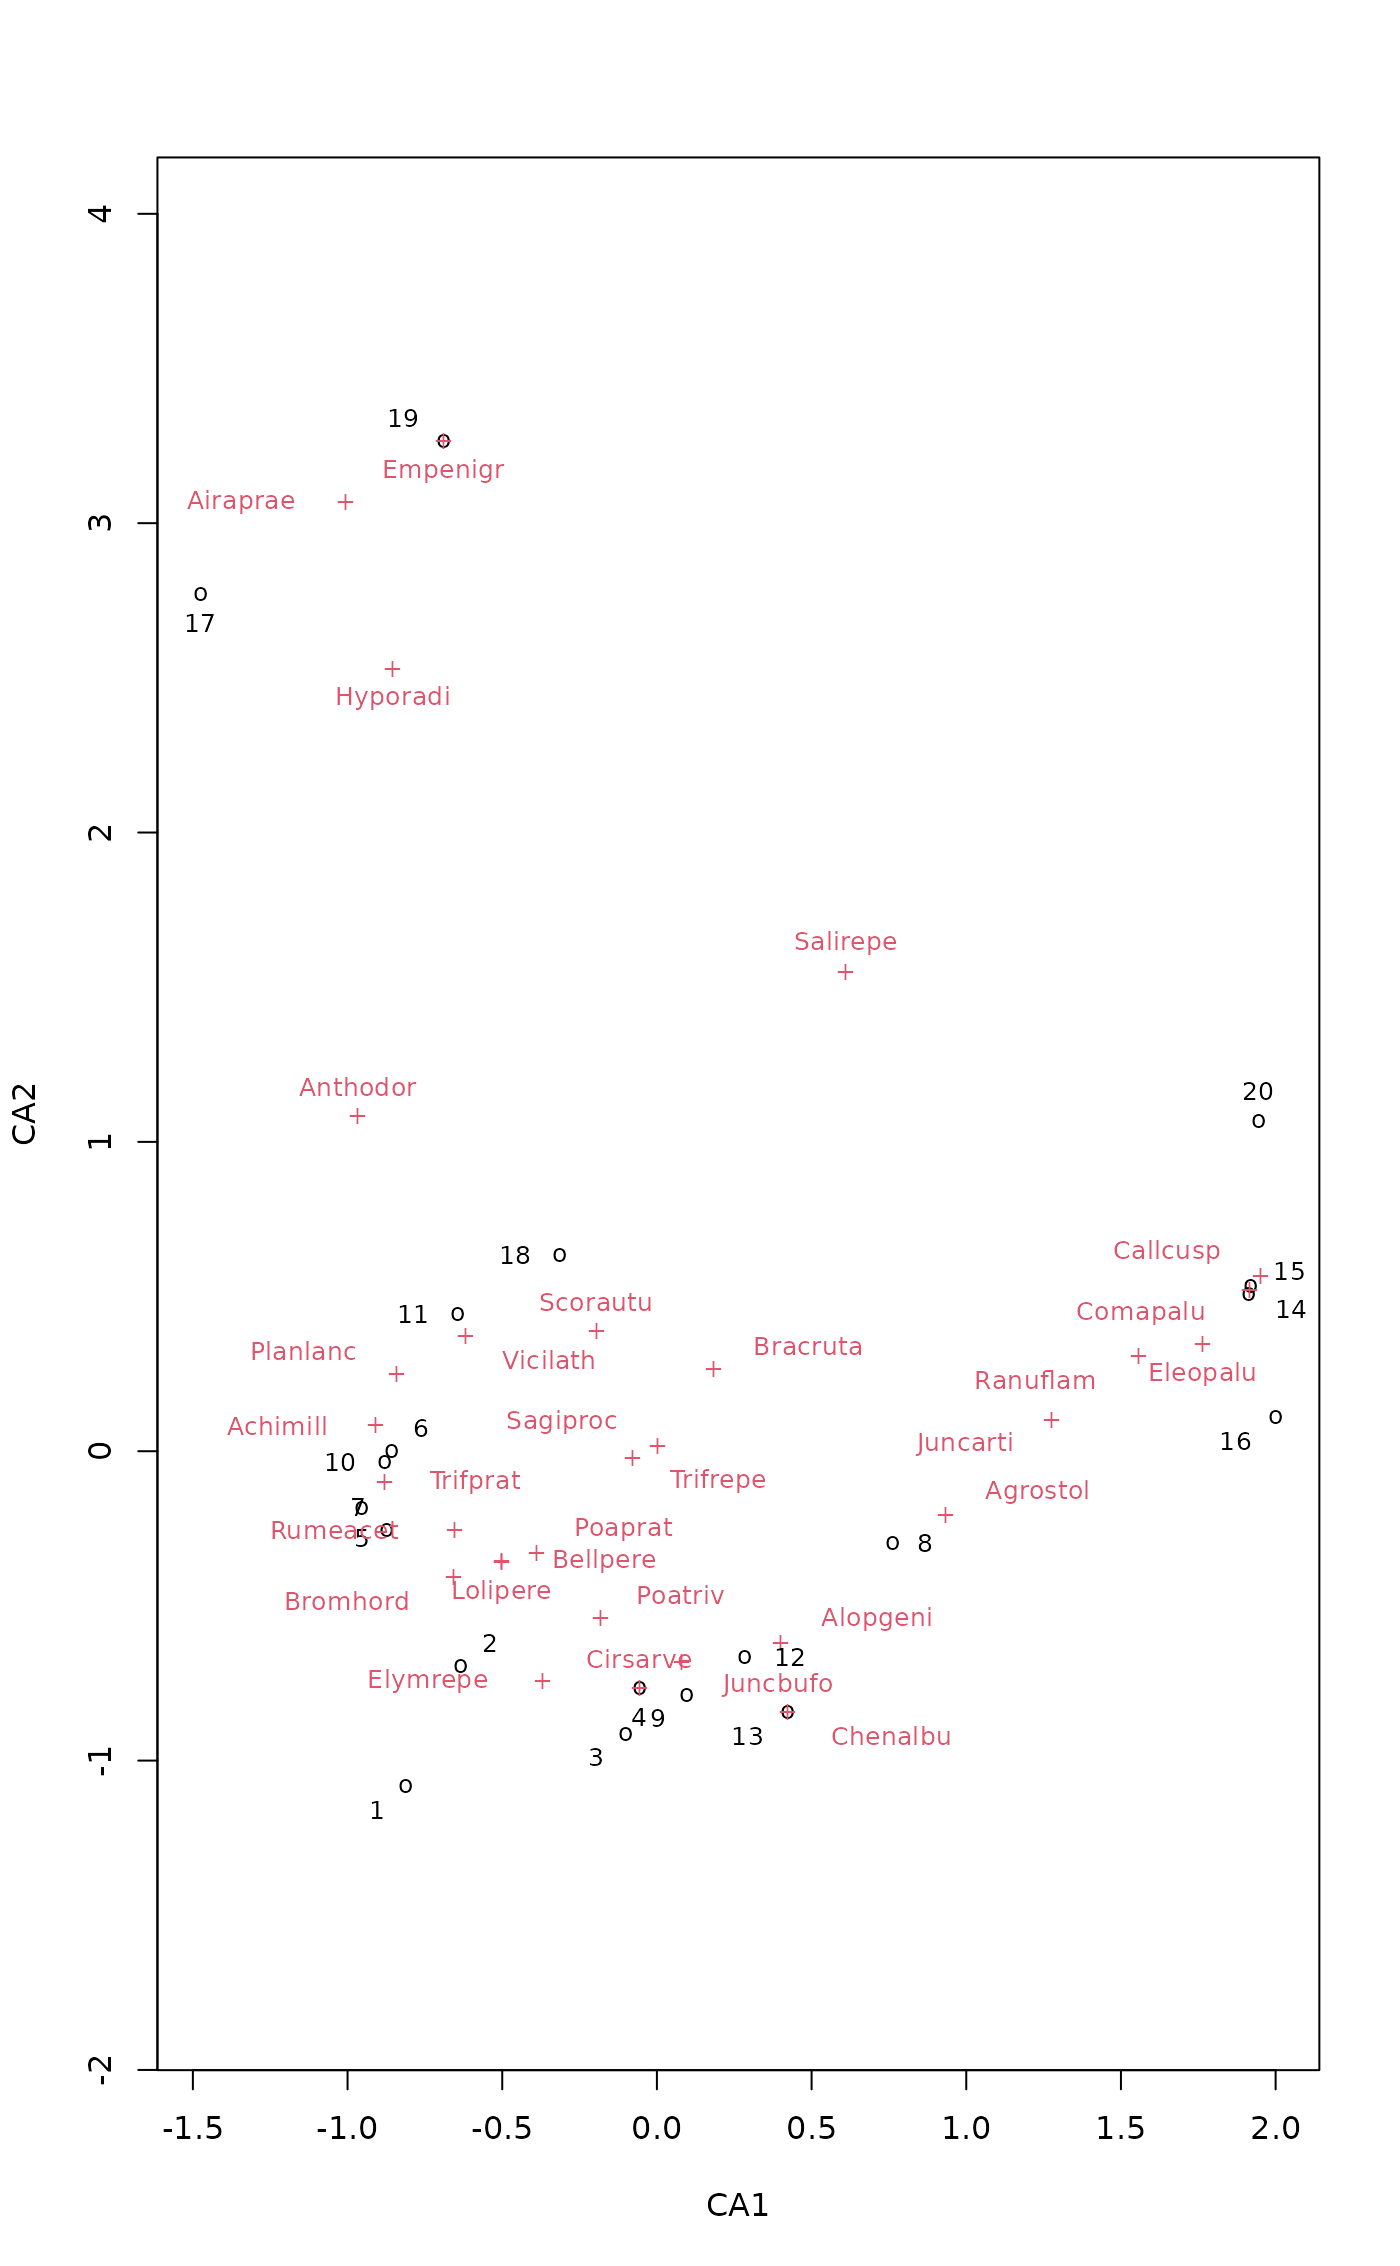 4
19
Empenigr
Airaprae
3
17
Hyporadi
2
Salirepe
Anthodor
20
1
CA2
Callcusp
18
15
Scorautu
14
11
Comapalu
Planlanc
Vicilath
Bracruta
Eleopalu
Ranuflam
Achimill
6
Sagiproc
Juncarti
16
0
10
Trifprat
Trifrepe
Agrostol
7
Rumeacet
5
Poaprat
8
Bellpere
Lolipere
Poatriv
Bromhord
Alopgeni
2
Cirsarve
12
Elymrepe
Juncbufo
4
9
13
Chenalbu
3
-1
1
-2
-1.5 -1.0 -0.5 0.0 0.5 1.0 1.5 2.0
CA1